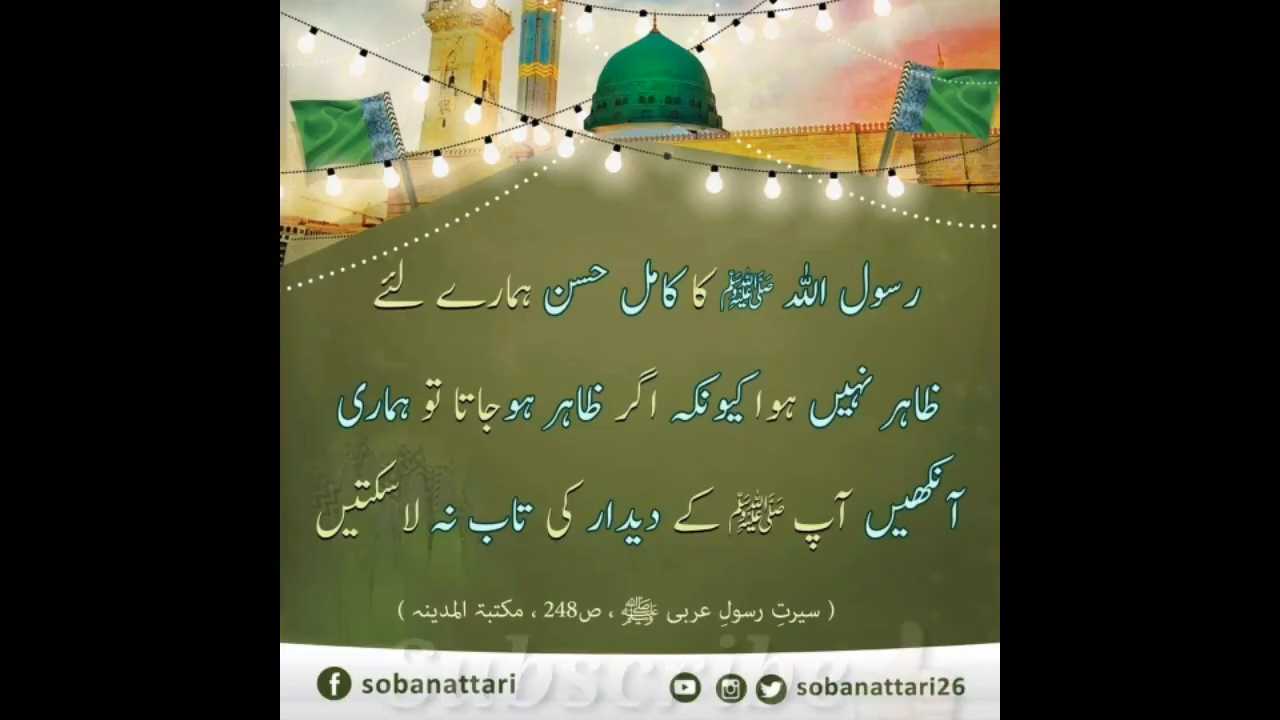 رسول اللہ ﷺ کا کامل حسن ہمارے لئے
ظاہر نہیں ہوا کیونکہ اگر ظاہر ہو جاتا تو ہماری
آنکھیں آپ ﷺ کے دیدار کی تاب نہ لا سکتیں
( سیرتِ رسولِ عربی ﷺ ، ص248 ، مکتبۃ المدینہ )
Subscribe
sobanattari
sobanattari26